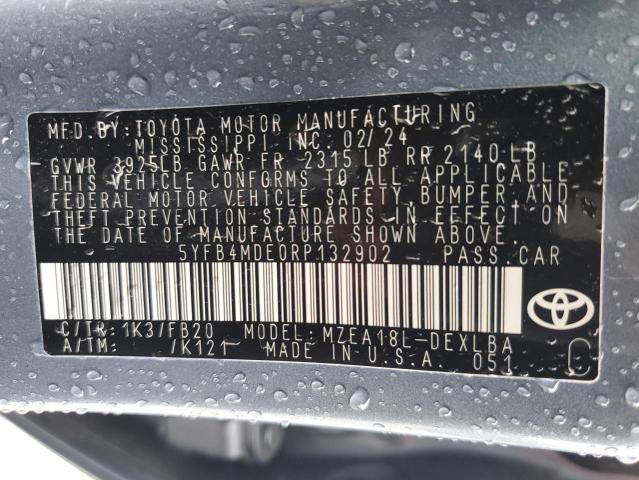 MFD. BY: TOYOTA MOTOR MANUFACTURING
MISSISSIPPI INC. 02/24
GVWR 3925LB GAWR FR 2315 LB RR 2140 LB
THIS VEHICLE CONFORMS TO ALL APPLICABLE
FEDERAL MOTOR VEHICLE SAFETY, BUMPER, AND
THEFT PREVENTION STANDARDS IN EFFECT ON
THE DATE OF MANUFACTURE SHOWN ABOVE.
5YFB4MDE0RP132902 PASS. CAR
C/TR: 1K3/FB20 MODEL: MZEA18L-DEXLBA
A/TM: /K121 MADE IN U.S.A. 051 C